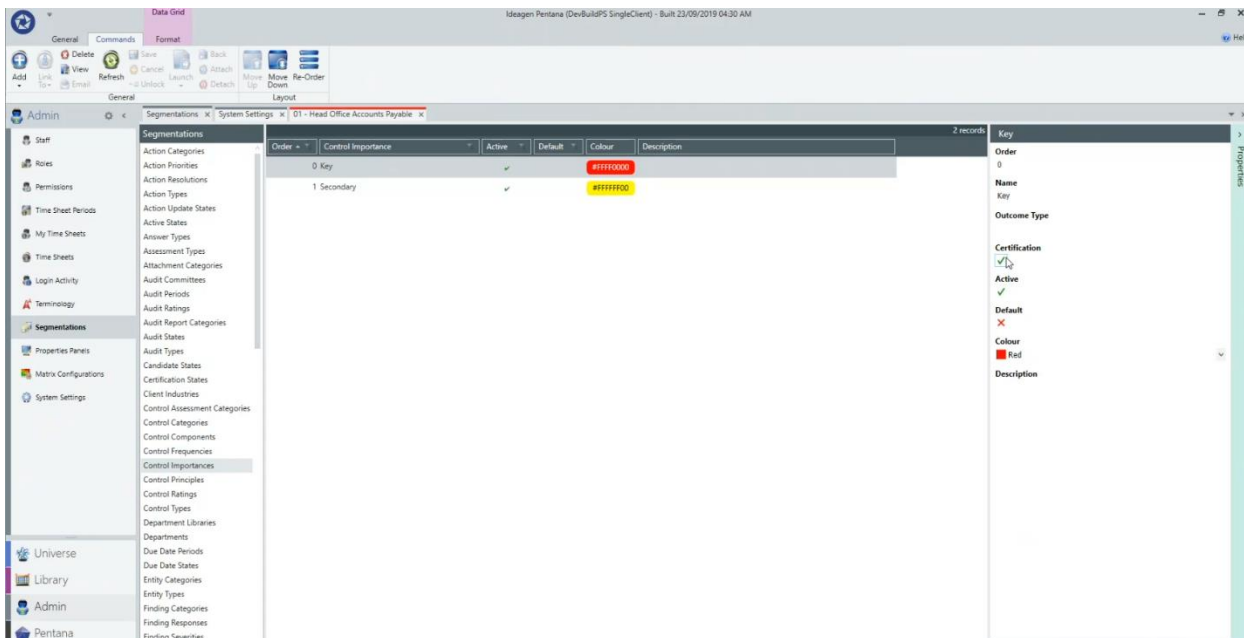 Data Grid
Ideagen Pentana (DevBuildPS SingleClient) - Built 23/09/2019 04:30 AM
General Commands Format
Hel
Add
Link To
Delete
View
Email
Refresh
Save
Cancel
Unlock
Launch
Back
Attach
Detach
Move Up
Move Down
Re-Order
General
Layout
Admin
Segmentations x System Settings x 01 - Head Office Accounts Payable x
Staff
Roles
Permissions
Time Sheet Periods
My Time Sheets
Time Sheets
Login Activity
Terminology
Segmentations
Properties Panels
Matrix Configurations
System Settings
Universe
Library
Admin
Pentana
Segmentations
Action Categories
Action Priorities
Action Resolutions
Action Types
Action Update States
Active States
Answer Types
Assessment Types
Attachment Categories
Audit Committees
Audit Periods
Audit Ratings
Audit Report Categories
Audit States
Audit Types
Candidate States
Certification States
Client Industries
Control Assessment Categories
Control Categories
Control Components
Control Frequencies
Control Importances
Control Principles
Control Ratings
Control Types
Department Libraries
Departments
Due Date Periods
Due Date States
Entity Categories
Entity Types
Finding Categories
Finding Responses
Finding Severities
2 records
Order Control Importance Active Default Colour Description
0 Key #FFFF0000
1 Secondary #FFFFFF00
Key
Order
0
Name
Key
Outcome Type
Certification
Active
Default
Colour
Red
Description
Properties